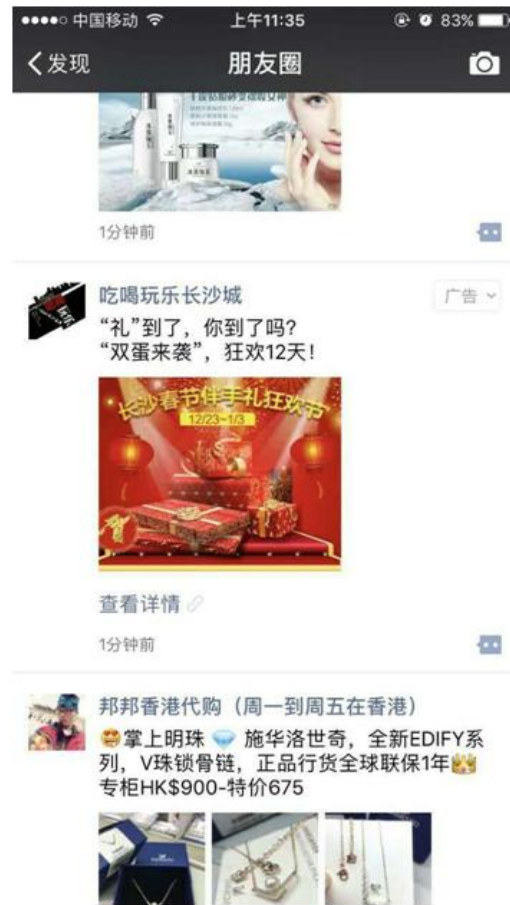 中国移动
上午11:35
83%
发现
朋友圈
1分钟前
吃喝玩乐长沙城
广告
“礼”到了，你到了吗？
“双蛋来袭”，狂欢12天！
长沙春节伴手礼狂欢节
12/23~1/3
查看详情
1分钟前
邦邦香港代购（周一到周五在香港）
😍掌上明珠 💎 施华洛世奇，全新EDIFY系
列，V珠锁骨链，正品行货全球联保1年👑
专柜HK$900-特价675